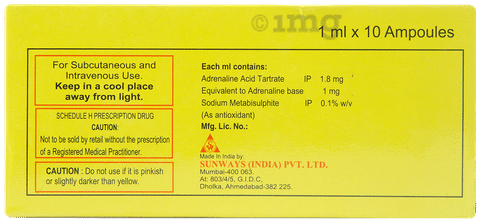 ©1mg
1 ml x 10 Ampoules
For Subcutaneous and
Intravenous Use.
Keep in a cool place
away from light.
SCHEDULE H PRESCRIPTION DRUG
CAUTION:
Not to be sold by retail without the prescription
of a Registered Medical Practitioner.
CAUTION : Do not use if it is pinkish
or slightly darker than yellow.
Each ml contains:
Adrenaline Acid Tartrate IP 1.8 mg
Equivalent to Adrenaline base 1 mg
Sodium Metabisulphite IP 0.1% w/v
(As antioxidant)
Mfg. Lic. No.:
Made in India by:
SUNWAYS (INDIA) PVT. LTD.
Mumbai-400 063.
At: 803/4/5, G.I.D.C,
Dholka, Ahmedabad-382 225.